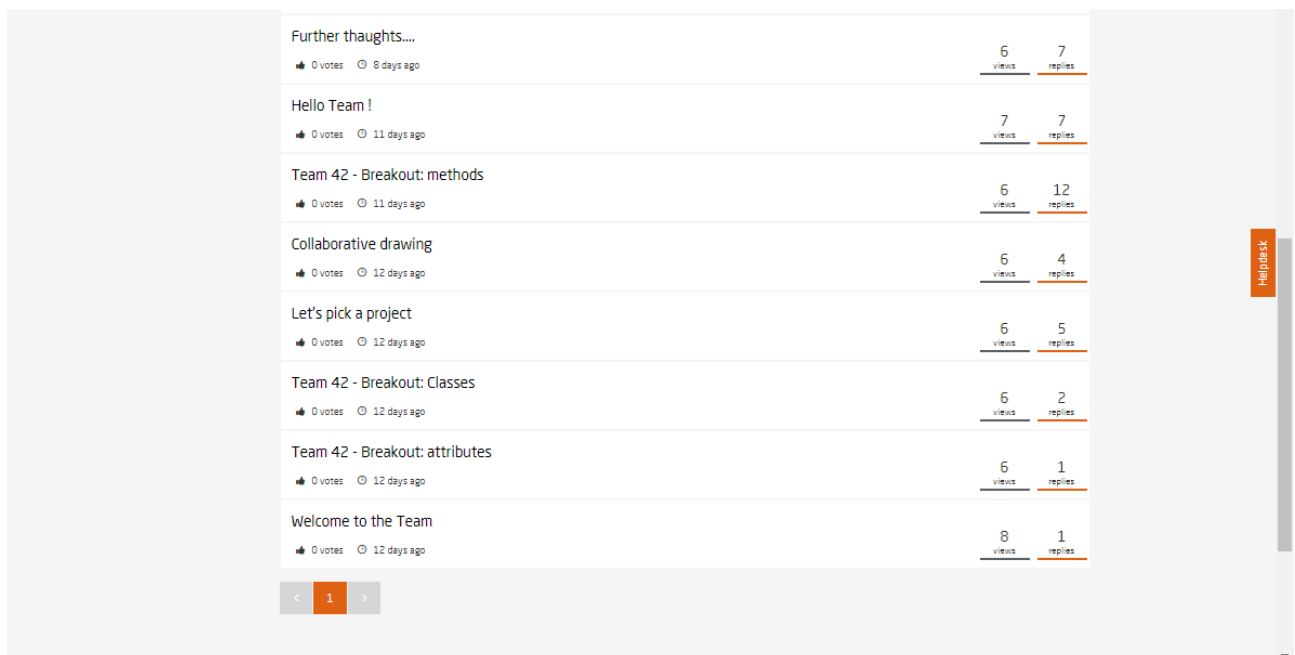 Further thaughts....
0 votes 8 days ago
6 views 7 replies
Hello Team !
0 votes 11 days ago
7 views 7 replies
Team 42 - Breakout: methods
0 votes 11 days ago
6 views 12 replies
Collaborative drawing
0 votes 12 days ago
6 views 4 replies
Let's pick a project
0 votes 12 days ago
6 views 5 replies
Team 42 - Breakout: Classes
0 votes 12 days ago
6 views 2 replies
Team 42 - Breakout: attributes
0 votes 12 days ago
6 views 1 replies
Welcome to the Team
0 votes 12 days ago
8 views 1 replies
< 1 >
Helpdesk